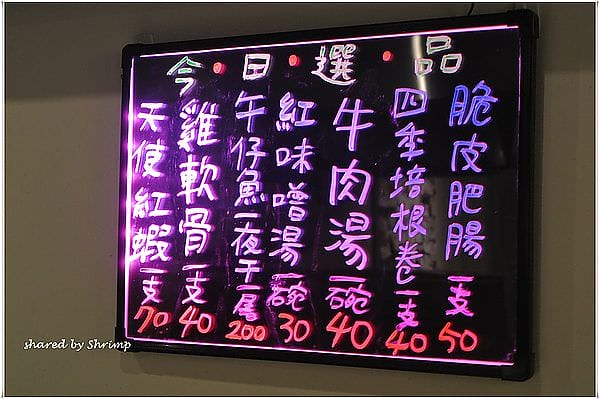 今·日·選·品
脆皮肥腸一支50
四季培根卷一支40
牛肉湯一碗40
紅味噌湯一碗30
午仔魚一夜干一尾200
雞軟骨一支40
天使紅蝦一支70
shared by Shrimp